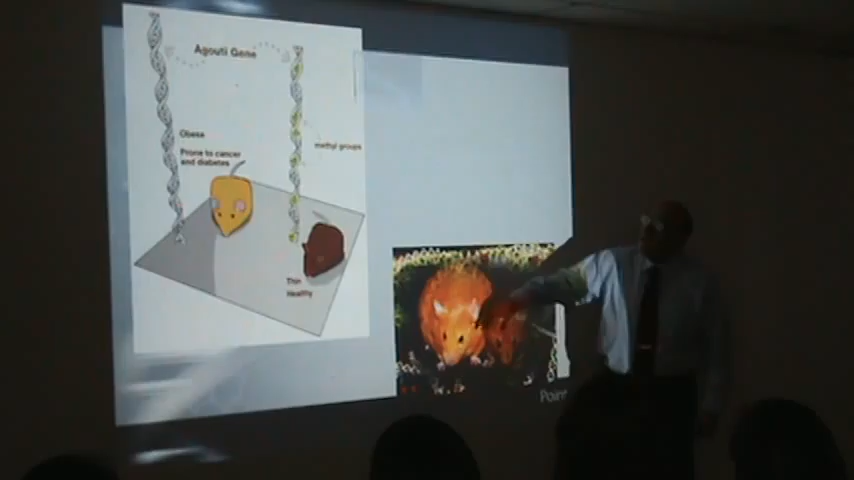 Agouti Gene
Obese
Prone to cancer
and diabetes
methyl groups
Thin
Healthy